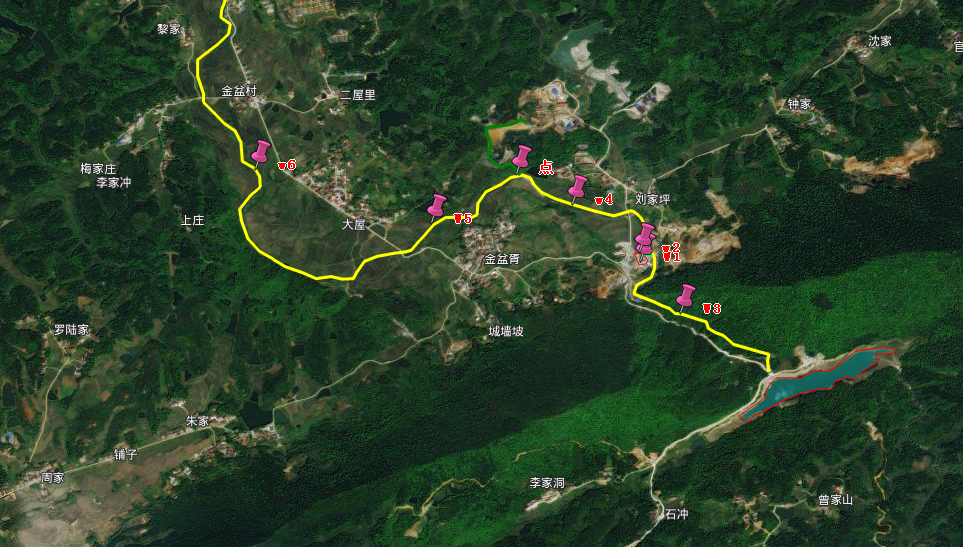 黎家
沈家
官
金盆村
二屋里
钟家
梅家庄
李家冲
▼6
点
刘家坪
▼4
上庄
大屋
▼5
金盆胥
▼2
▼1
▼3
罗陆家
城墙坡
朱家
铺子
周家
李家洞
曾家山
石冲